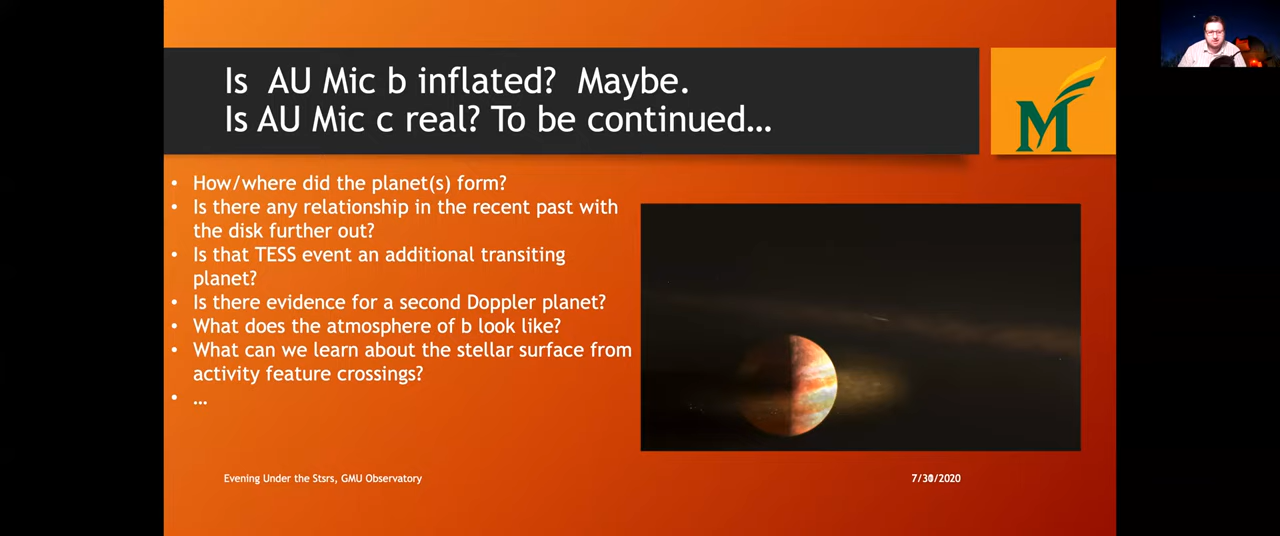 Is AU Mic b inflated? Maybe.
Is AU Mic c real? To be continued…
M
• How/where did the planet(s) form?
• Is there any relationship in the recent past with
the disk further out?
• Is that TESS event an additional transiting
planet?
• Is there evidence for a second Doppler planet?
• What does the atmosphere of b look like?
• What can we learn about the stellar surface from
activity feature crossings?
• …
Evening Under the Stsrs, GMU Observatory